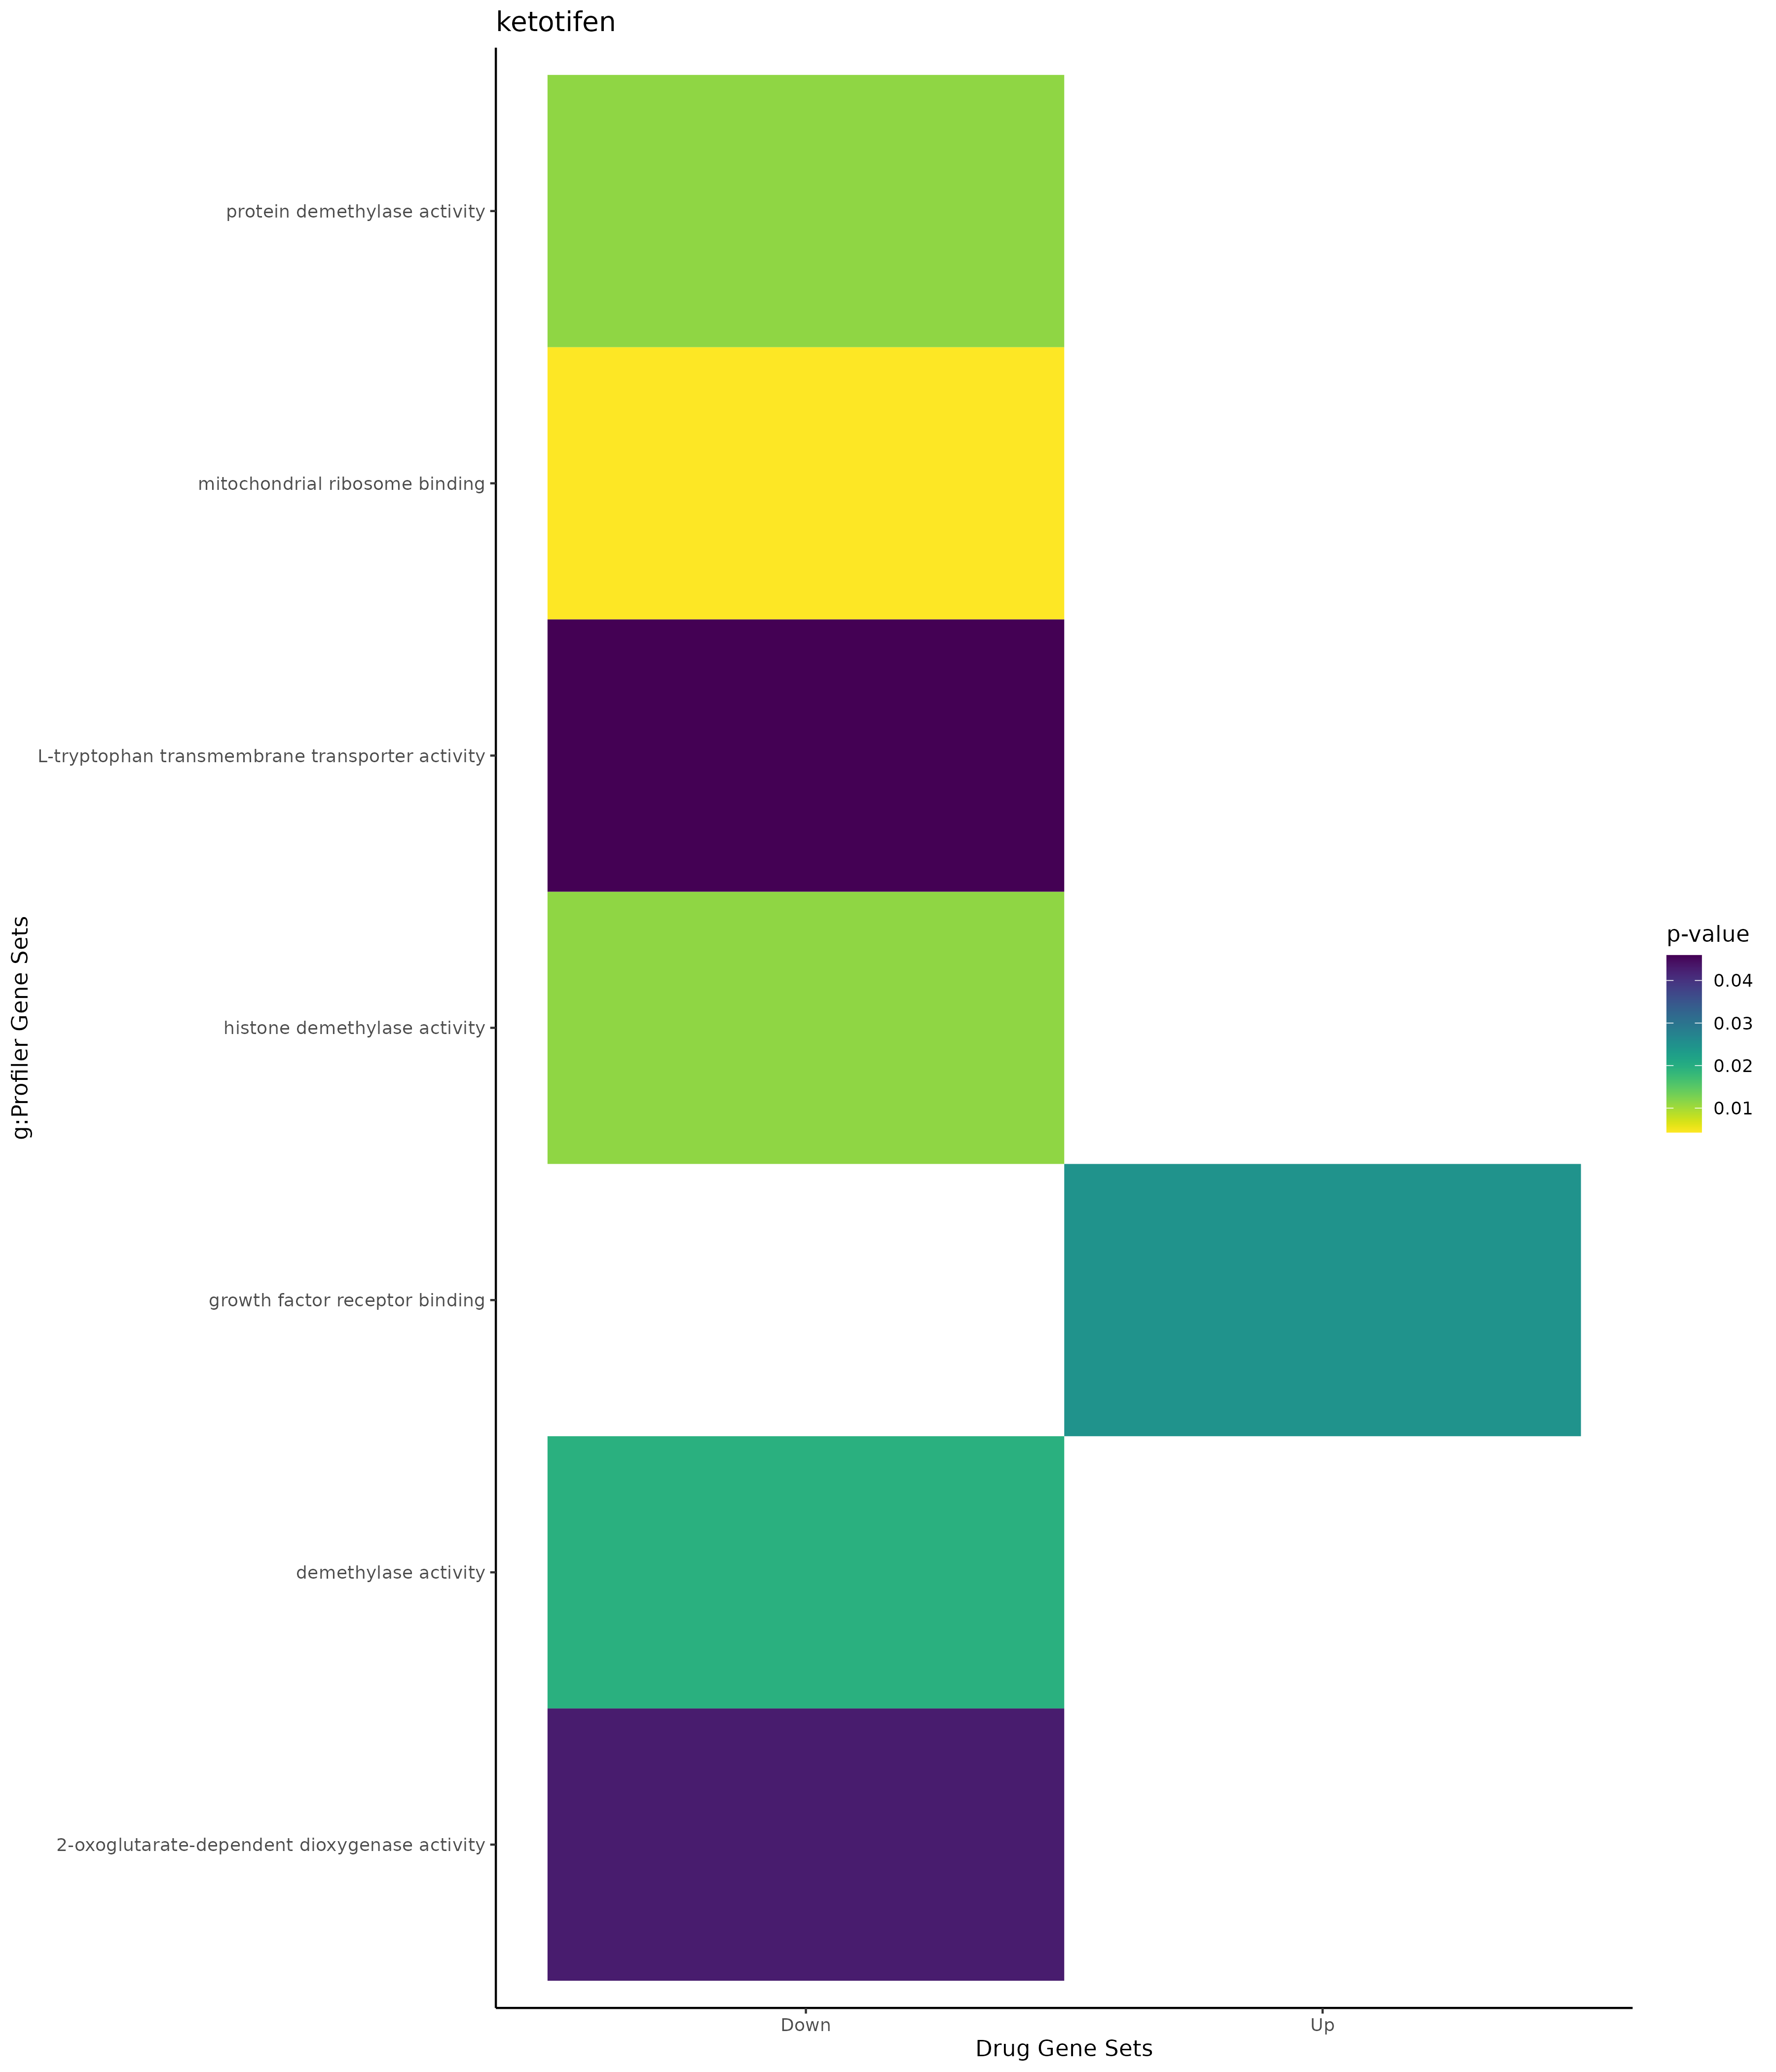 ketotifen
g:Profiler Gene Sets
protein demethylase activity
mitochondrial ribosome binding
L-tryptophan transmembrane transporter activity
histone demethylase activity
growth factor receptor binding
demethylase activity
2-oxoglutarate-dependent dioxygenase activity
Down
Up
Drug Gene Sets
p-value
0.04
0.03
0.02
0.01